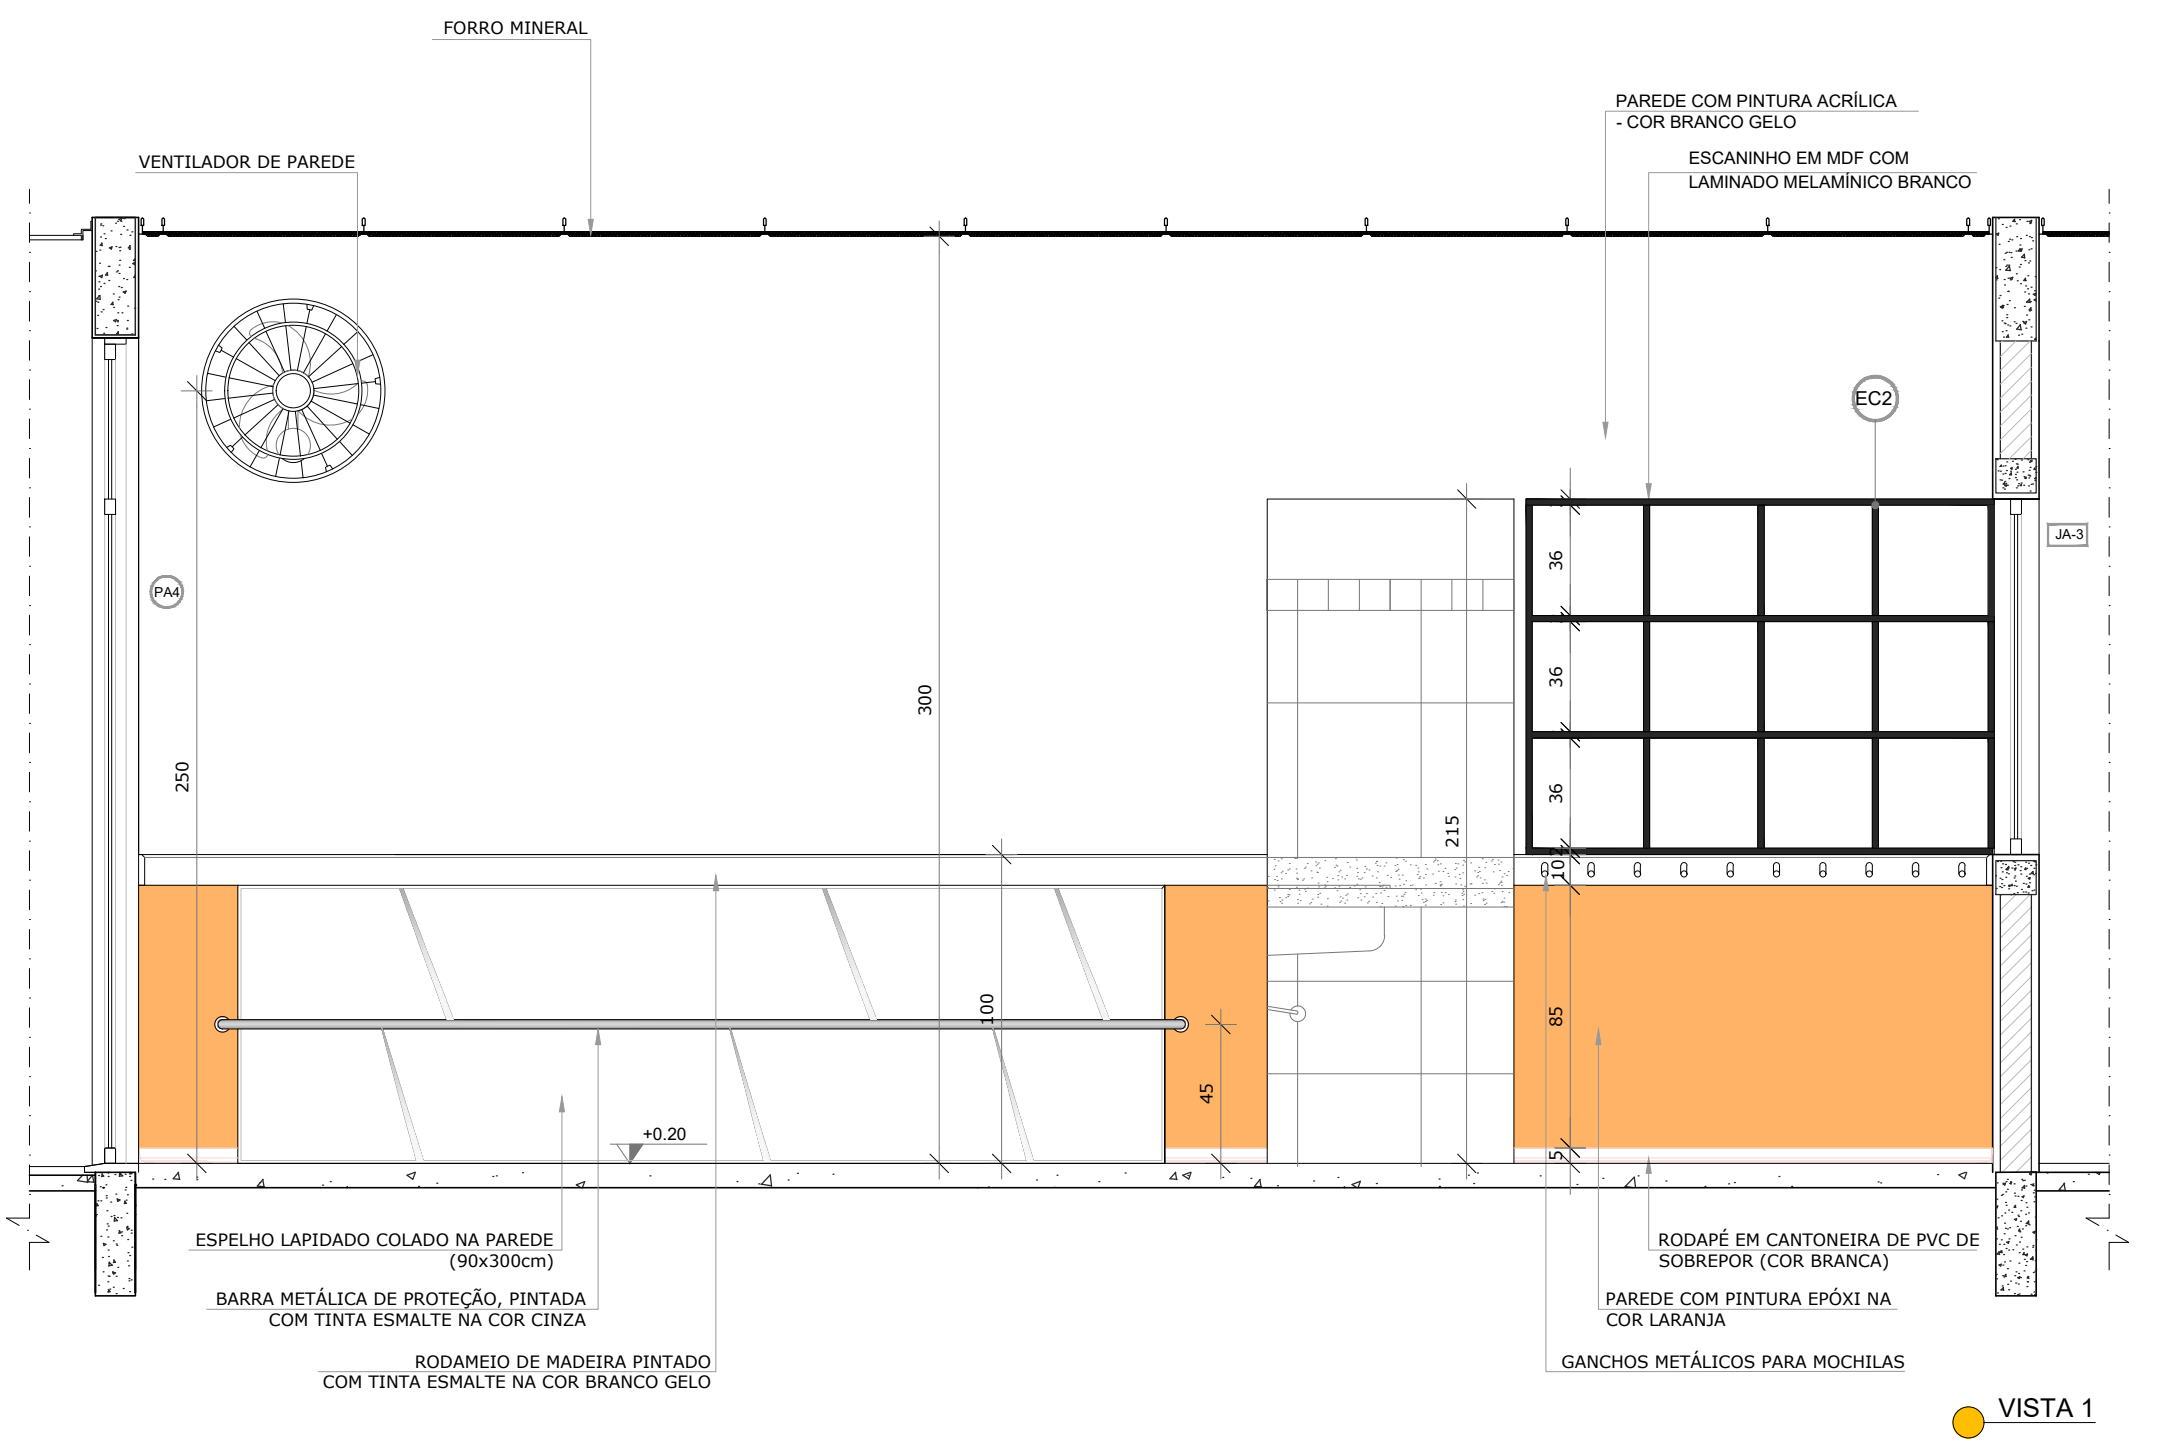 FORRO MINERAL
PAREDE COM PINTURA ACRÍLICA
- COR BRANCO GELO
VENTILADOR DE PAREDE
ESCANINHO EM MDF COM
LAMINADO MELAMÍNICO BRANCO
EC2
JA-3
PA4
36
36
36
300
250
215
10
2
100
85
45
5
+0.20
ESPELHO LAPIDADO COLADO NA PAREDE
(90x300cm)
BARRA METÁLICA DE PROTEÇÃO, PINTADA
COM TINTA ESMALTE NA COR CINZA
RODAMEIO DE MADEIRA PINTADO
COM TINTA ESMALTE NA COR BRANCO GELO
RODAPÉ EM CANTONEIRA DE PVC DE
SOBREPOR (COR BRANCA)
PAREDE COM PINTURA EPÓXI NA
COR LARANJA
GANCHOS METÁLICOS PARA MOCHILAS
VISTA 1